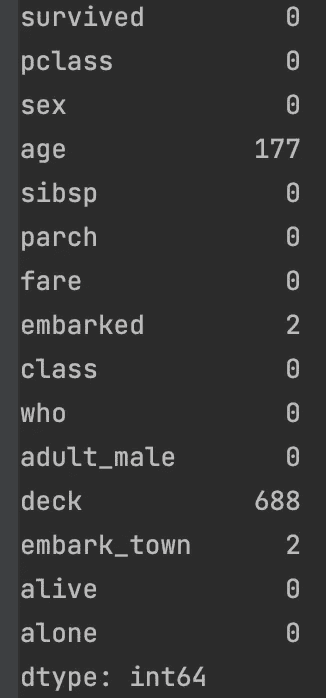 survived 0
pclass 0
sex 0
age 177
sibsp 0
parch 0
fare 0
embarked 2
class 0
who 0
adult_male 0
deck 688
embark_town 2
alive 0
alone 0
dtype: int64